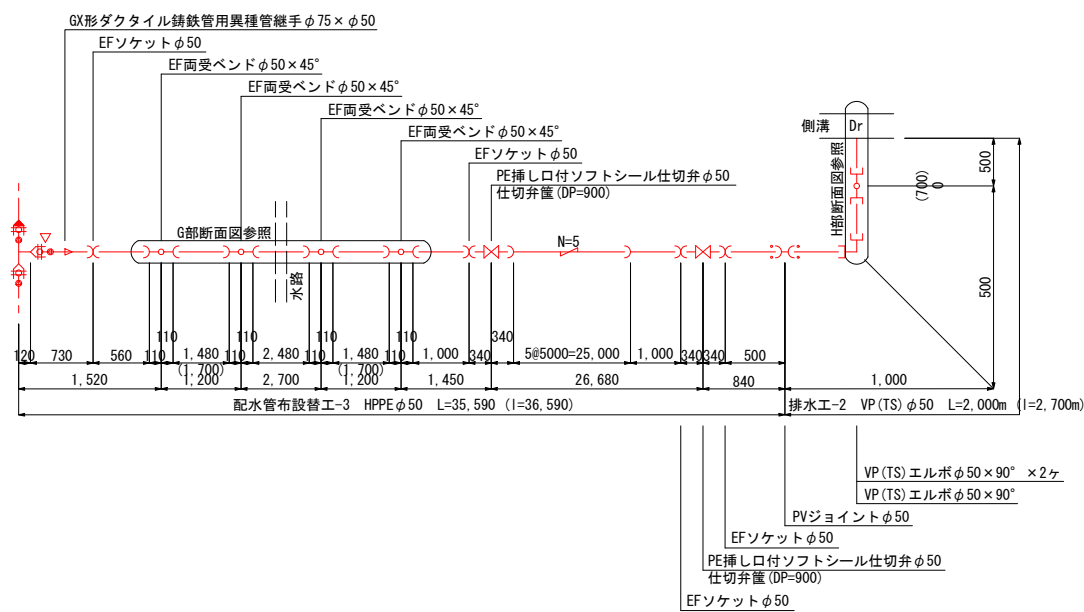 GX形ダクタイル鋳鉄管用異種管継手φ75×φ50
EFソケットφ50
EF両受ベンドφ50×45°
EF両受ベンドφ50×45°
EF両受ベンドφ50×45°
EF両受ベンドφ50×45°
EFソケットφ50
PE挿し口付ソフトシール仕切弁φ50
仕切弁筺(DP=900)
側溝 Dr
H部断面図参照
500
(700)
0
500
G部断面図参照
水路
N=5
110
110
110
110
340
120 730 560 110 1,480 110 2,480 110 1,480 110 1,000 340 5@5000=25,000 1,000 340 340 500
(1,700)
(1,700)
1,520 1,200 2,700 1,200 1,450 26,680 840 1,000
配水管布設替工-3 HPPEφ50 L=35,590 (l=36,590)
排水工-2 VP(TS)φ50 L=2,000m (l=2,700m)
VP(TS)エルボφ50×90° ×2ヶ
VP(TS)エルボφ50×90°
PVジョイントφ50
EFソケットφ50
PE挿し口付ソフトシール仕切弁φ50
仕切弁筺(DP=900)
EFソケットφ50